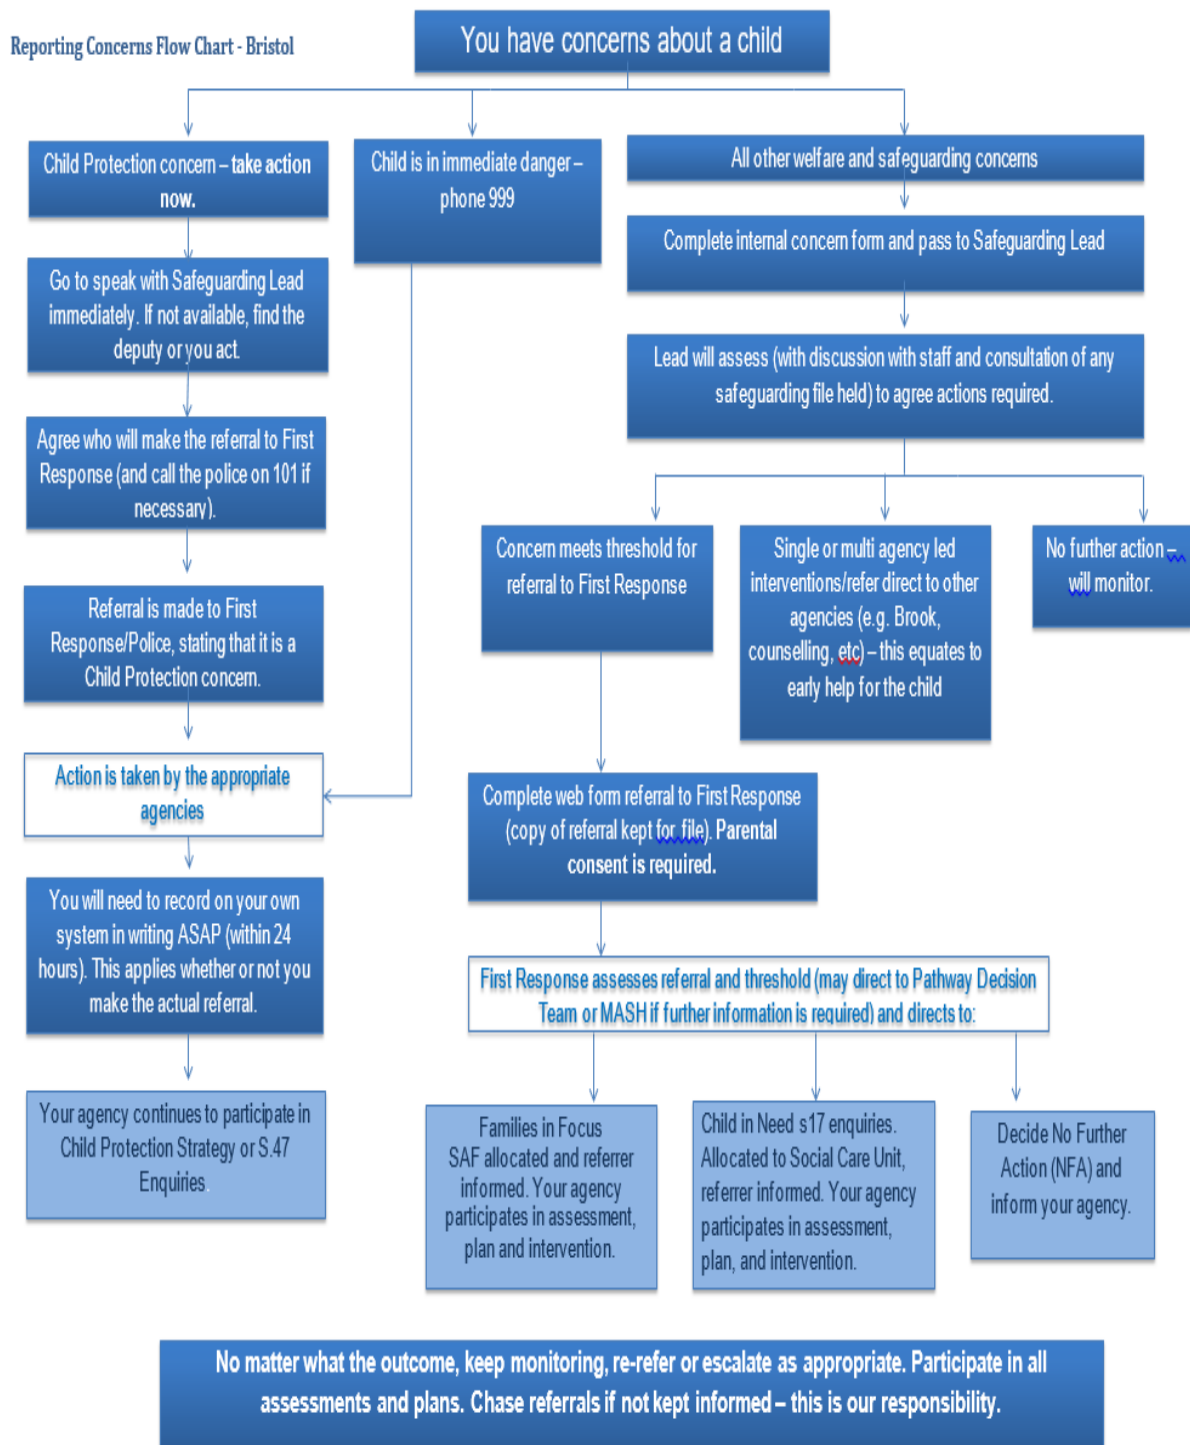 Reporting Concerns Flow Chart - Bristol
You have concerns about a child
Child Protection concern – take action
now.
Child is in immediate danger –
phone 999
All other welfare and safeguarding concerns
Go to speak with Safeguarding Lead
immediately. If not available, find the
deputy or you act.
Complete internal concern form and pass to Safeguarding Lead
Lead will assess (with discussion with staff and consultation of any
safeguarding file held) to agree actions required.
Agree who will make the referral to First
Response (and call the police on 101 if
necessary).
Concern meets threshold for
referral to First Response
Single or multi agency led
interventions/refer direct to other
agencies (e.g. Brook,
counselling, etc) – this equates to
early help for the child
No further action –
will monitor.
Referral is made to First
Response/Police, stating that it is a
Child Protection concern.
Action is taken by the appropriate
agencies
Complete web form referral to First Response
(copy of referral kept for file). Parental
consent is required.
You will need to record on your own
system in writing ASAP (within 24
hours). This applies whether or not you
make the actual referral.
First Response assesses referral and threshold (may direct to Pathway Decision
Team or MASH if further information is required) and directs to:
Your agency continues to participate in
Child Protection Strategy or S.47
Enquiries.
Families in Focus
SAF allocated and referrer
informed. Your agency
participates in assessment,
plan and intervention.
Child in Need s17 enquiries.
Allocated to Social Care Unit,
referrer informed. Your agency
participates in assessment,
plan, and intervention.
Decide No Further
Action (NFA) and
inform your agency.
No matter what the outcome, keep monitoring, re-refer or escalate as appropriate. Participate in all
assessments and plans. Chase referrals if not kept informed – this is our responsibility.